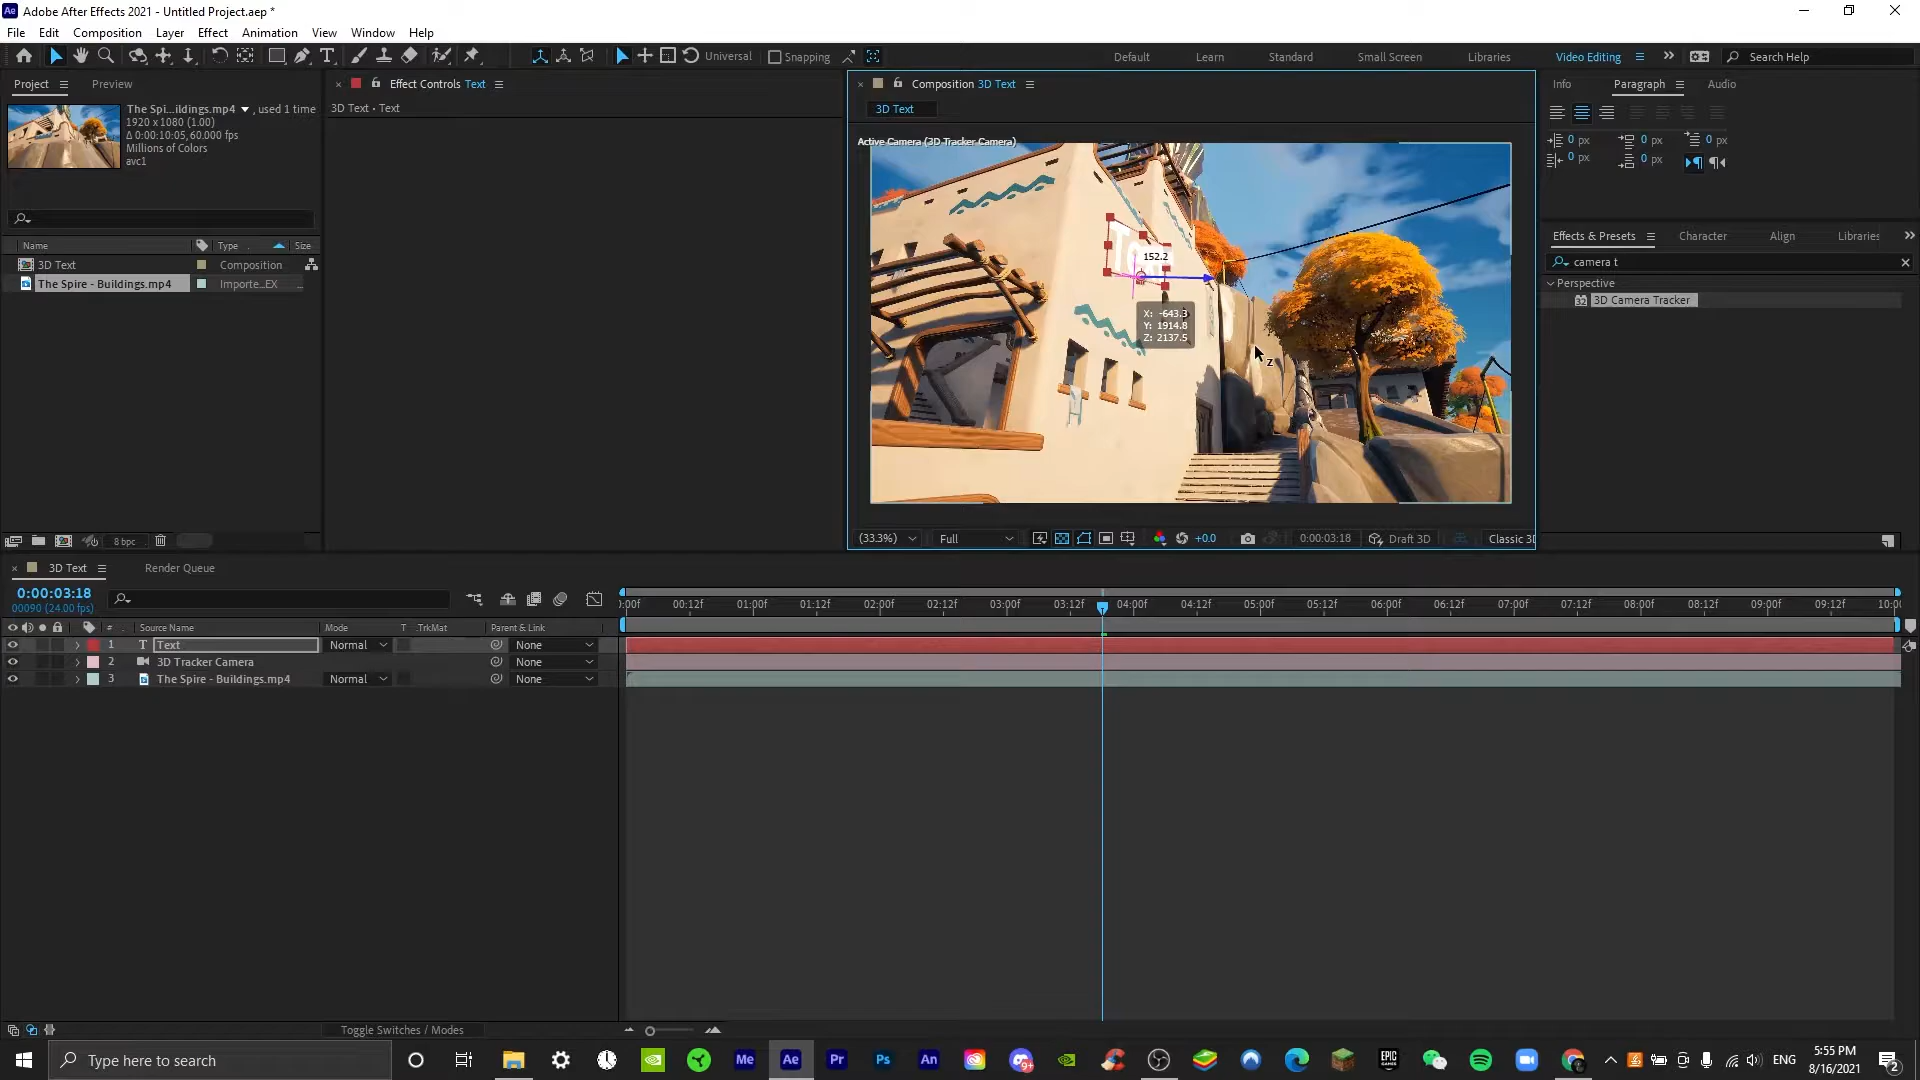 Ae Adobe After Effects 2021 - Untitled Project.aep *
File Edit Composition Layer Effect Animation View Window Help
Universal Snapping Default Learn Standard Small Screen Libraries Video Editing Search Help
Project Preview
The Spi...ildings.mp4 , used 1 time
1920 x 1080 (1.00)
Δ 0:00:10:05, 60.000 fps
Millions of Colors
avc1
Name Type Size
3D Text Composition
The Spire - Buildings.mp4 Importe...EX ...
8 bpc
Effect Controls Text
3D Text • Text
Composition 3D Text
3D Text
Active Camera (3D Tracker Camera)
152.2
X: -643.3
Y: 1914.8
Z: 2137.5
Z
(33.3%) Full +0.0 0:00:03:18 Draft 3D Classic 3D
Info Paragraph Audio
0 px 0 px 0 px
0 px 0 px
Effects & Presets Character Align Libraries
camera t
Perspective
32 3D Camera Tracker
3D Text Render Queue
0:00:03:18
00090 (24.00 fps)
# Source Name Mode T .TrkMat Parent & Link
1 T Text Normal None
2 3D Tracker Camera None
3 The Spire - Buildings.mp4 Normal None
):00f 00:12f 01:00f 01:12f 02:00f 02:12f 03:00f 03:12f 04:00f 04:12f 05:00f 05:12f 06:00f 06:12f 07:00f 07:12f 08:00f 08:12f 09:00f 09:12f 10:0(
Toggle Switches / Modes
Type here to search
Me Ae Pr Ps An 9+ EPIC GAMES ENG
5:55 PM
8/16/2021
2